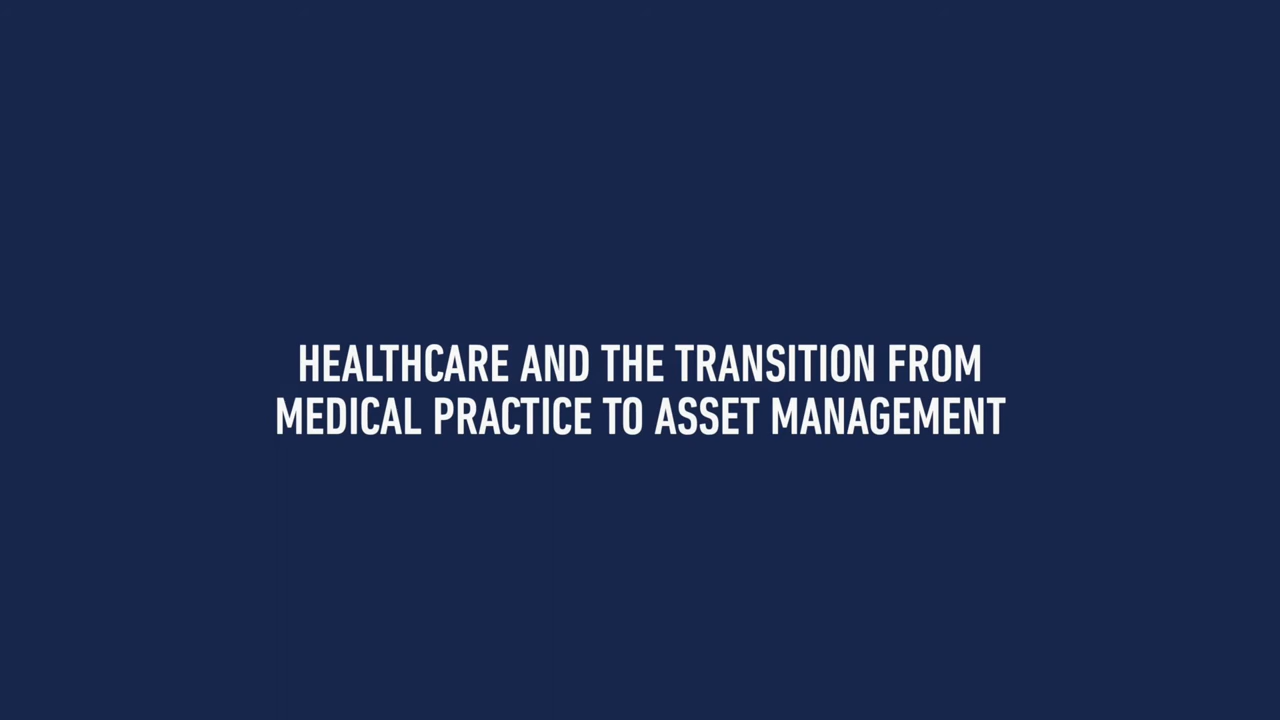 HEALTHCARE AND THE TRANSITION FROM
MEDICAL PRACTICE TO ASSET MANAGEMENT